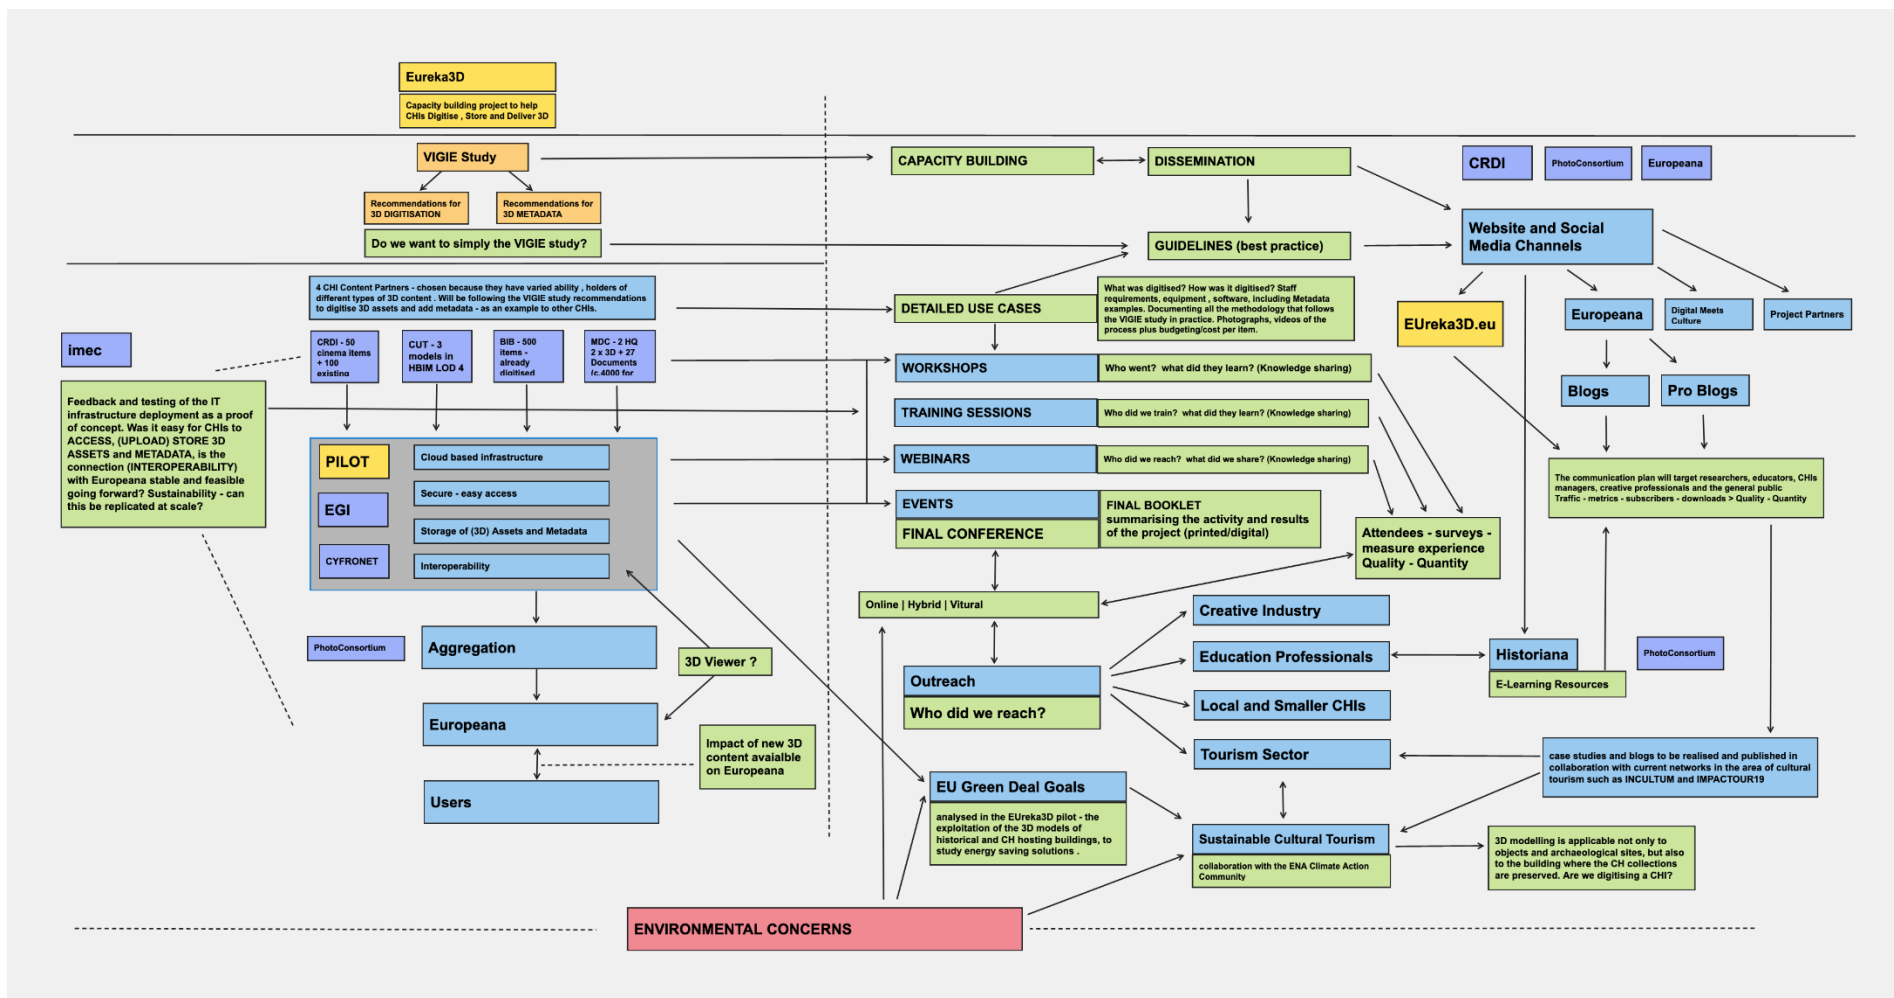 Eureka3D
Capacity building project to help
CHIs Digitise , Store and Deliver 3D
VIGIE Study
Recommendations for
3D DIGITISATION
Recommendations for
3D METADATA
Do we want to simply the VIGIE study?
CAPACITY BUILDING
DISSEMINATION
GUIDELINES (best practice)
CRDI
PhotoConsortium
Europeana
Website and Social
Media Channels
4 CHI Content Partners - chosen because they have varied ability , holders of
different types of 3D content . Will be following the VIGIE study recommendations
to digitise 3D assets and add metadata - as an example to other CHIs.
DETAILED USE CASES
What was digitised? How was it digitised? Staff
requirements, equipment , software, including Metadata
examples. Documenting all the methodology that follows
the VIGIE study in practice. Photographs, videos of the
process plus budgeting/cost per item.
EUreka3D.eu
Europeana
Digital Meets
Culture
Project Partners
imec
CRDI - 50
cinema items
+ 100
existing
CUT - 3
models in
HBIM LOD 4
BIB - 500
items -
already
digitised
MDC - 2 HQ
2 x 3D + 27
Documents
(c.4000 for
WORKSHOPS
Who went? what did they learn? (Knowledge sharing)
Blogs
Pro Blogs
Feedback and testing of the IT
infrastructure deployment as a proof
of concept. Was it easy for CHIs to
ACCESS, (UPLOAD) STORE 3D
ASSETS and METADATA, is the
connection (INTEROPERABILITY)
with Europeana stable and feasible
going forward? Sustainability - can
this be replicated at scale?
TRAINING SESSIONS
Who did we train? what did they learn? (Knowledge sharing)
PILOT
EGI
CYFRONET
Cloud based infrastructure
Secure - easy access
Storage of (3D) Assets and Metadata
Interoperability
WEBINARS
Who did we reach? what did we share? (Knowledge sharing)
EVENTS
FINAL CONFERENCE
FINAL BOOKLET
summarising the activity and results
of the project (printed/digital)
The communication plan will target researchers, educators, CHIs
managers, creative professionals and the general public
Traffic - metrics - subscribers - downloads > Quality - Quantity
Attendees - surveys -
measure experience
Quality - Quantity
Online | Hybrid | Vitural
PhotoConsortium
Aggregation
3D Viewer ?
Europeana
Impact of new 3D
content avaialble
on Europeana
Users
Outreach
Who did we reach?
Creative Industry
Education Professionals
Local and Smaller CHIs
Tourism Sector
Historiana
E-Learning Resources
PhotoConsortium
case studies and blogs to be realised and published in
collaboration with current networks in the area of cultural
tourism such as INCULTUM and IMPACTOUR19
EU Green Deal Goals
analysed in the EUreka3D pilot - the
exploitation of the 3D models of
historical and CH hosting buildings, to
study energy saving solutions .
Sustainable Cultural Tourism
collaboration with the ENA Climate Action
Community
3D modelling is applicable not only to
objects and archaeological sites, but also
to the building where the CH collections
are preserved. Are we digitising a CHI?
ENVIRONMENTAL CONCERNS